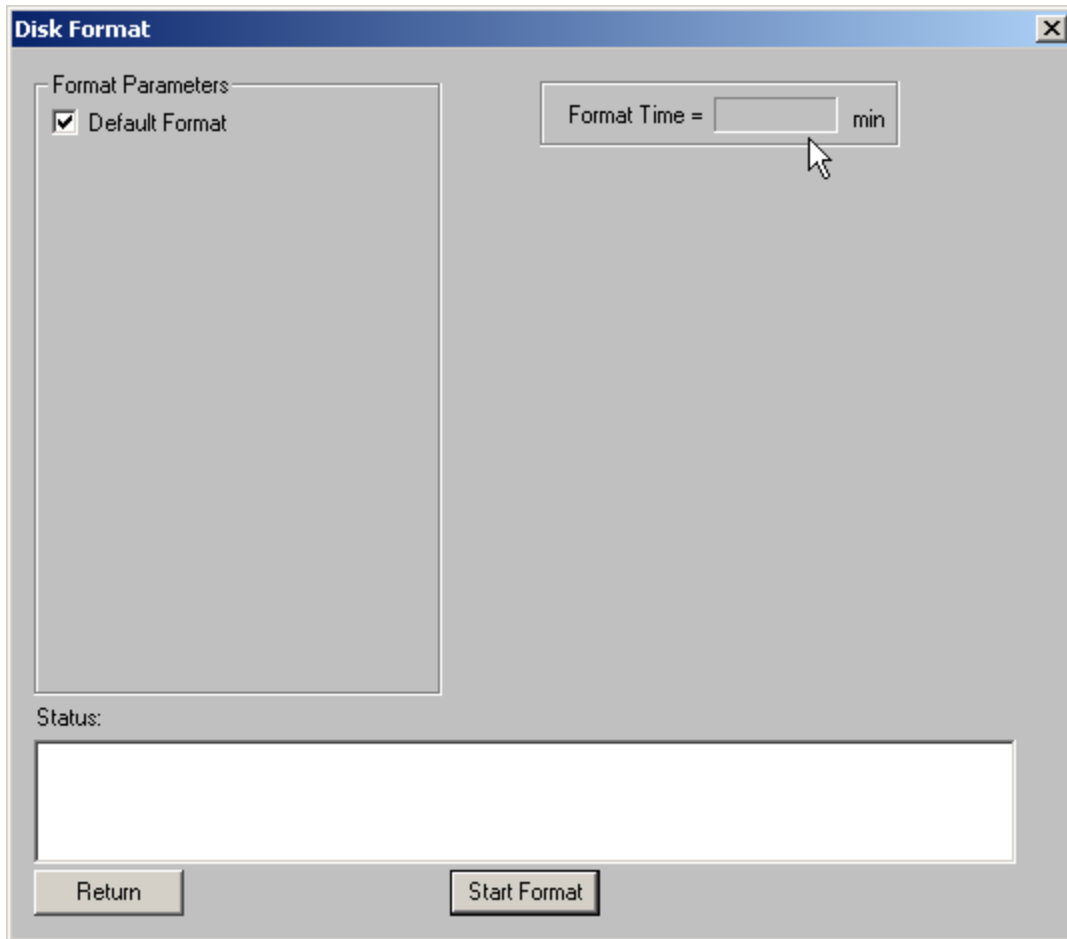 Disk Format
Format Parameters
Default Format
Format Time = min
Status:
Return
Start Format